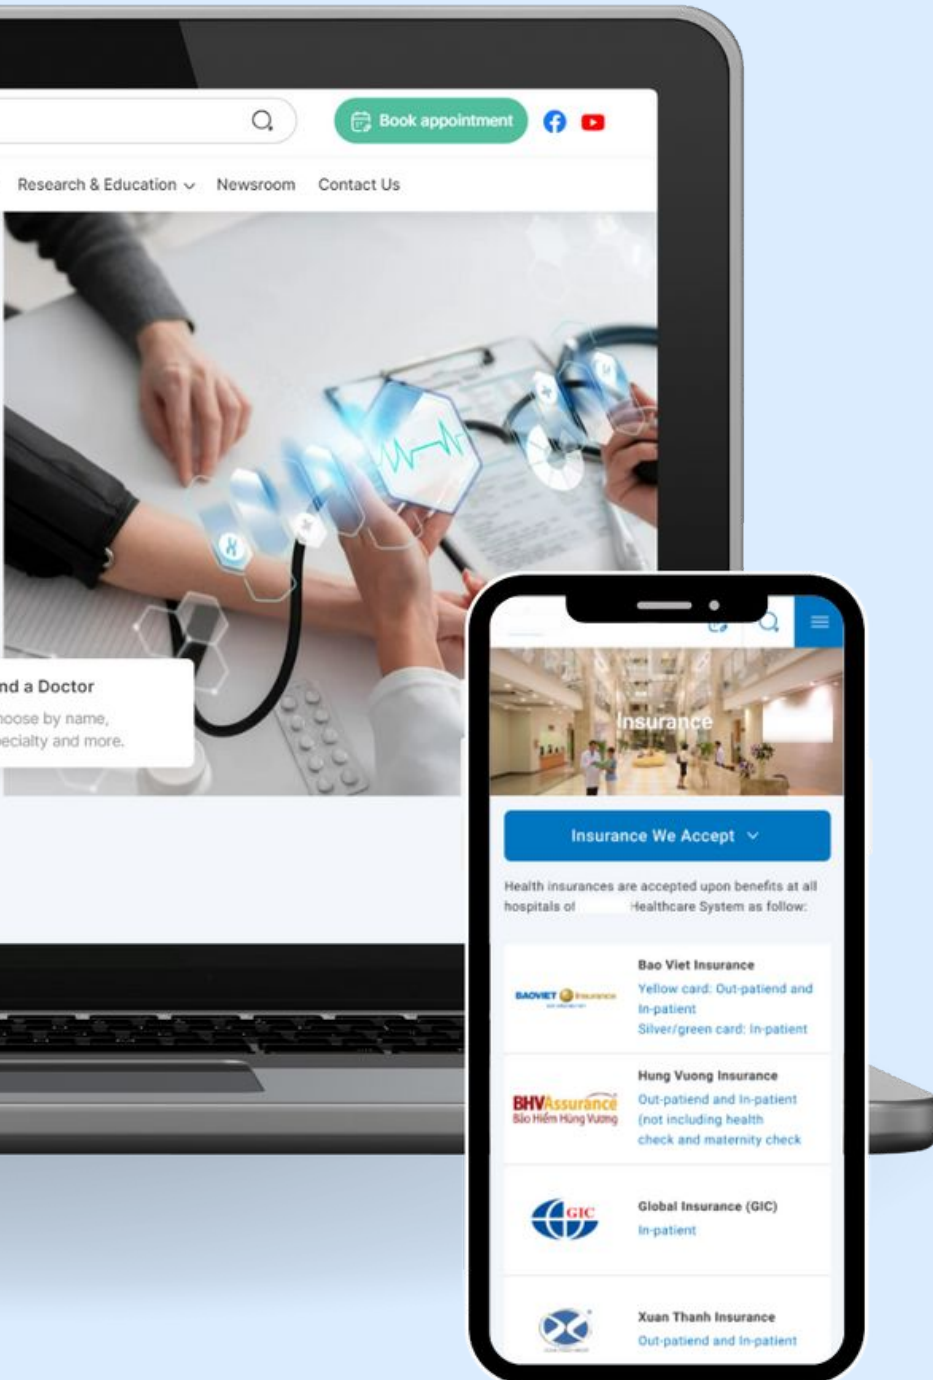 Book appointment
Research & Education
Newsroom
Contact Us
nd a Doctor
hoose by name,
pecialty and more.
Insurance
Insurance We Accept
Health insurances are accepted upon benefits at all
hospitals of Healthcare System as follow:
BAOVIET Insurance
Bao Viet Insurance
Yellow card: Out-patiend and
In-patient
Silver/green card: In-patient
BHVAssurance
Bảo Hiểm Hùng Vương
Hung Vuong Insurance
Out-patiend and In-patient
(not including health
check and maternity check
GIC
Global Insurance (GIC)
In-patient
Xuan Thanh Insurance
Out-patiend and In-patient